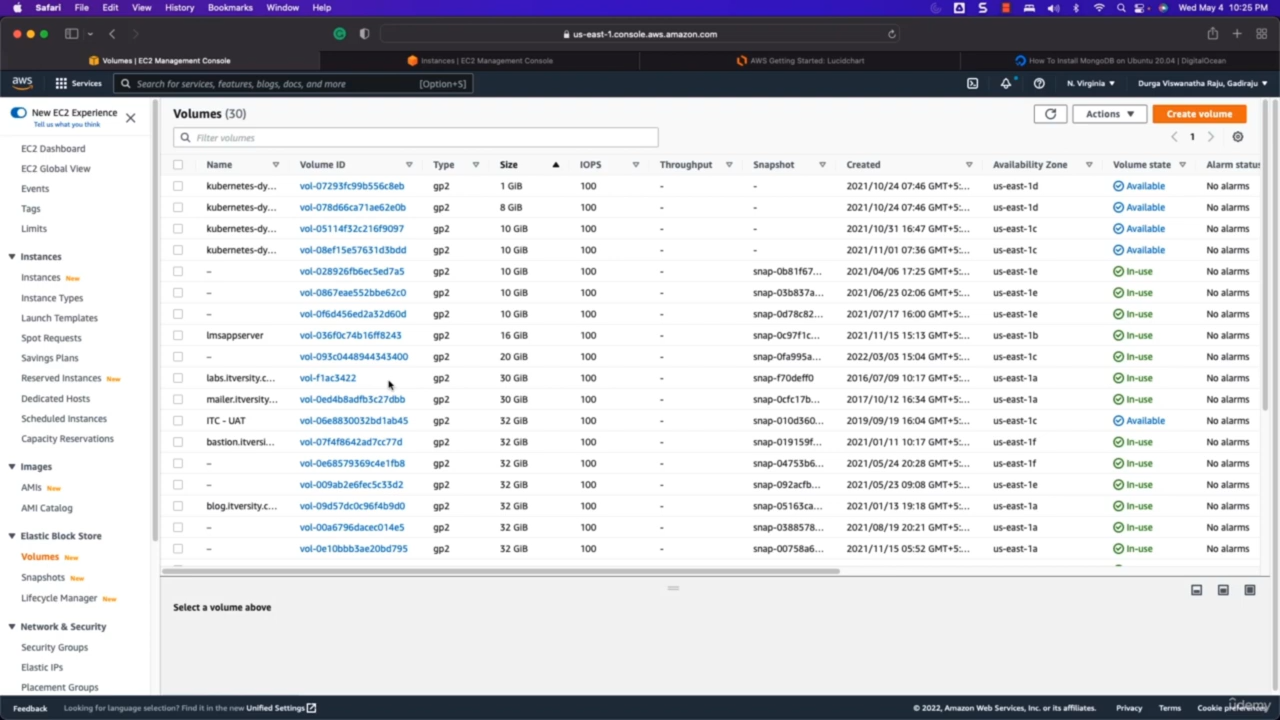 Safari File Edit View History Bookmarks Window Help Wed May 4 10:25 PM
us-east-1.console.aws.amazon.com
Volumes | EC2 Management Console Instances | EC2 Management Console AWS Getting Started: Lucidchart How To Install MongoDB on Ubuntu 20.04 | DigitalOcean
aws Services Search for services, features, blogs, docs, and more [Option+S] N. Virginia Durga Viswanatha Raju, Gadiraju
New EC2 Experience
Tell us what you think
EC2 Dashboard
EC2 Global View
Events
Tags
Limits
Instances
Instances New
Instance Types
Launch Templates
Spot Requests
Savings Plans
Reserved Instances New
Dedicated Hosts
Scheduled Instances
Capacity Reservations
Images
AMIs New
AMI Catalog
Elastic Block Store
Volumes New
Snapshots New
Lifecycle Manager New
Network & Security
Security Groups
Elastic IPs
Placement Groups
Volumes (30) Actions Create volume
Filter volumes 1
Name Volume ID Type Size IOPS Throughput Snapshot Created Availability Zone Volume state Alarm status
kubernetes-dy... vol-07293fc99b556c8eb gp2 1 GiB 100 - - 2021/10/24 07:46 GMT+5:... us-east-1d Available No alarms
kubernetes-dy... vol-078d66ca71ae62e0b gp2 8 GiB 100 - - 2021/10/24 07:46 GMT+5:... us-east-1d Available No alarms
kubernetes-dy... vol-05114f32c216f9097 gp2 10 GiB 100 - - 2021/10/31 16:47 GMT+5:... us-east-1c Available No alarms
kubernetes-dy... vol-08ef15e57631d3bdd gp2 10 GiB 100 - - 2021/11/01 07:36 GMT+5:... us-east-1c Available No alarms
– vol-028926fb6ec5ed7a5 gp2 10 GiB 100 - snap-0b81f67... 2021/04/06 17:25 GMT+5:... us-east-1e In-use No alarms
– vol-0867eae552bbe62c0 gp2 10 GiB 100 - snap-03b837a... 2021/06/23 02:06 GMT+5:... us-east-1e In-use No alarms
– vol-0f6d456ed2a32d60d gp2 10 GiB 100 - snap-0d78c82... 2021/07/17 16:00 GMT+5:... us-east-1e In-use No alarms
lmsappserver vol-036f0c74b16ff8243 gp2 16 GiB 100 - snap-0c97f1c... 2021/11/15 15:13 GMT+5:... us-east-1b In-use No alarms
– vol-093c0448944343400 gp2 20 GiB 100 - snap-0fa995a... 2022/03/03 15:04 GMT+5:... us-east-1c In-use No alarms
labs.itversity.c... vol-f1ac3422 gp2 30 GiB 100 - snap-f70deff0 2016/07/09 10:17 GMT+5:... us-east-1a In-use No alarms
mailer.itversity... vol-0ed4b8adfb3c27dbb gp2 30 GiB 100 - snap-0cfc17b... 2017/10/12 16:34 GMT+5:... us-east-1a In-use No alarms
ITC - UAT vol-06e8830032bd1ab45 gp2 32 GiB 100 - snap-010d360... 2019/09/19 16:04 GMT+5:... us-east-1c Available No alarms
bastion.itversi... vol-07f4f8642ad7cc77d gp2 32 GiB 100 - snap-019159f... 2021/01/11 10:17 GMT+5:... us-east-1f In-use No alarms
– vol-0e68579369c4e1fb8 gp2 32 GiB 100 - snap-04753b6... 2021/05/24 20:28 GMT+5:... us-east-1f In-use No alarms
– vol-009ab2e6fec5c33d2 gp2 32 GiB 100 - snap-092acfb... 2021/05/23 09:08 GMT+5:... us-east-1e In-use No alarms
blog.itversity.c... vol-09d57dc0c96f4b9d0 gp2 32 GiB 100 - snap-05163ca... 2021/01/13 19:18 GMT+5:... us-east-1a In-use No alarms
– vol-00a6796dacec014e5 gp2 32 GiB 100 - snap-0388578... 2021/08/19 20:21 GMT+5:... us-east-1a In-use No alarms
– vol-0e10bbb3ae20bd795 gp2 32 GiB 100 - snap-00758a6... 2021/11/15 05:52 GMT+5:... us-east-1a In-use No alarms
Select a volume above
Feedback Looking for language selection? Find it in the new Unified Settings © 2022, Amazon Web Services, Inc. or its affiliates. Privacy Terms Cookie preferences
udemy